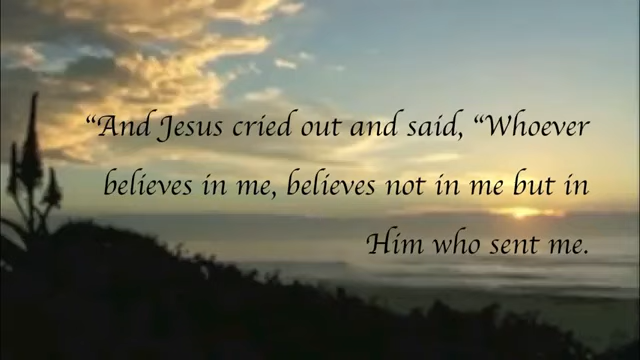 “And Jesus cried out and said, “Whoever
believes in me, believes not in me but in
Him who sent me.